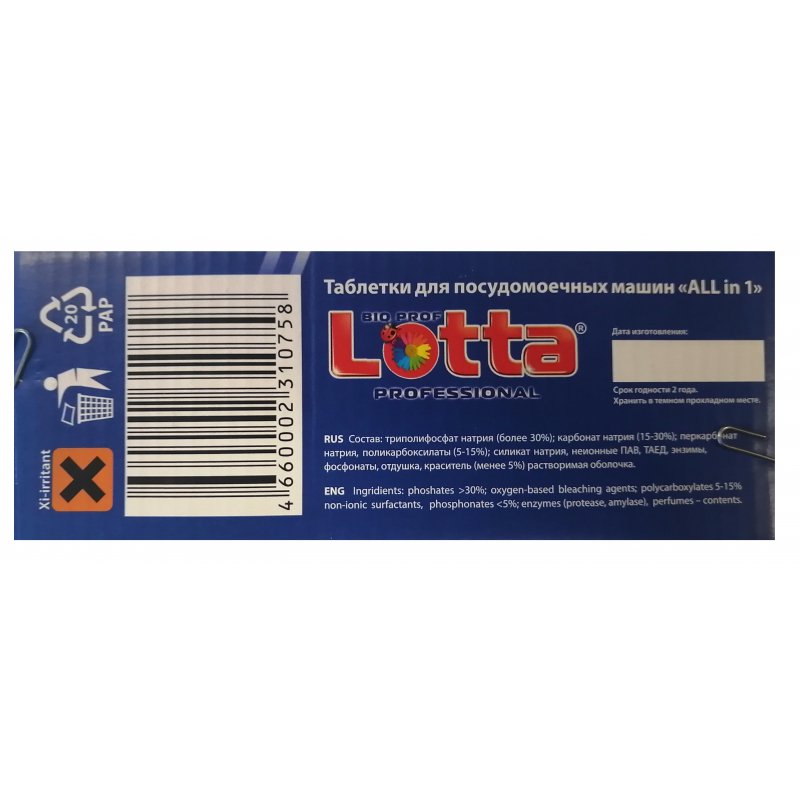 20
PAP
Xi-irritant
4 660002 310758
Таблетки для посудомоечных машин «ALL in 1»
BIO PROF
Lotta®
PROFESSIONAL
Дата изготовления:
Срок годности 2 года.
Хранить в темном прохладном месте.
RUS Состав: триполифосфат натрия (более 30%); карбонат натрия (15-30%); перкарбонат
натрия, поликарбоксилаты (5-15%); силикат натрия, неионные ПАВ, ТАЕД, энзимы,
фосфонаты, отдушка, краситель (менее 5%) растворимая оболочка.
ENG Ingridients: phoshates >30%; oxygen-based bleaching agents; polycarboxylates 5-15%
non-ionic surfactants, phosphonates <5%; enzymes (protease, amylase), perfumes – contents.